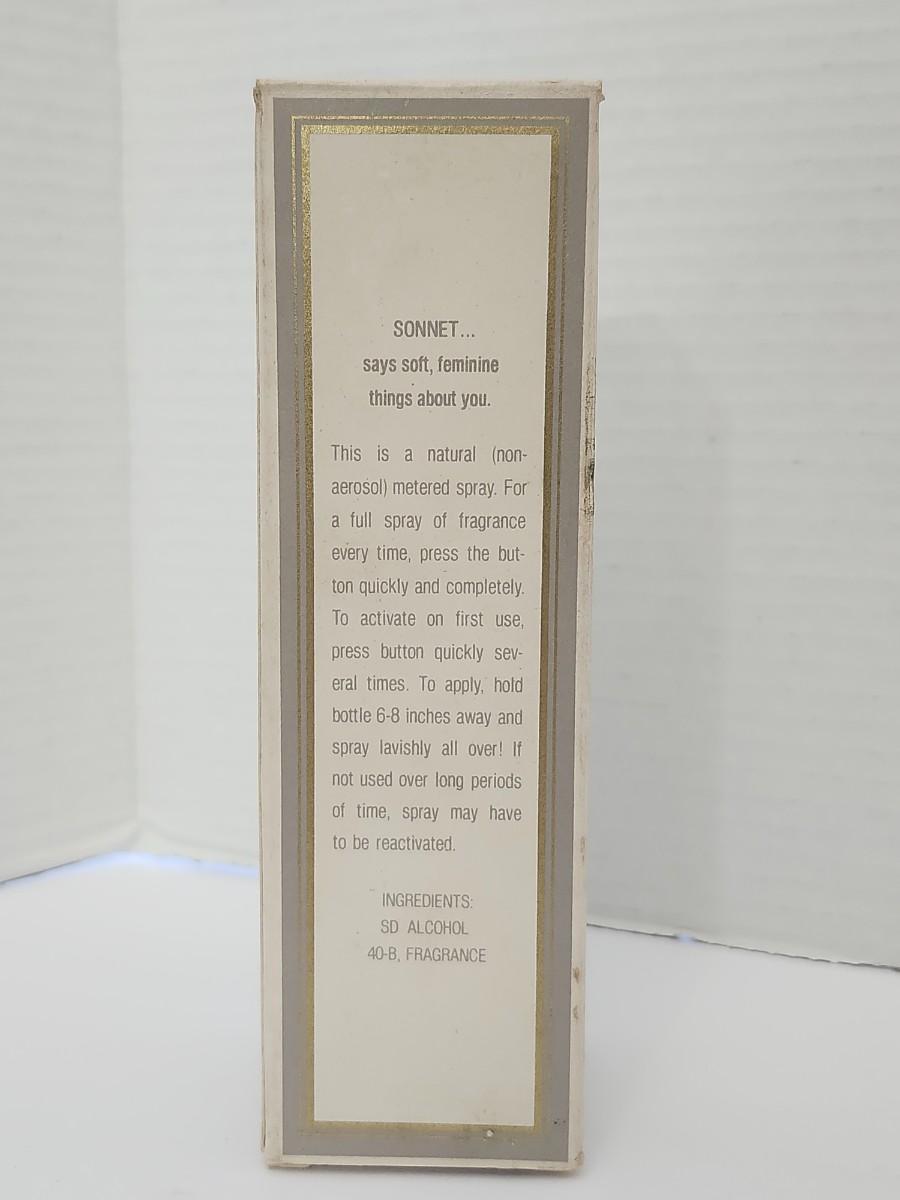 SONNET...
says soft, feminine
things about you.
This is a natural (non-
aerosol) metered spray. For
a full spray of fragrance
every time, press the but-
ton quickly and completely.
To activate on first use,
press button quickly sev-
eral times. To apply, hold
bottle 6-8 inches away and
spray lavishly all over! If
not used over long periods
of time, spray may have
to be reactivated.
INGREDIENTS:
SD ALCOHOL
40-B, FRAGRANCE